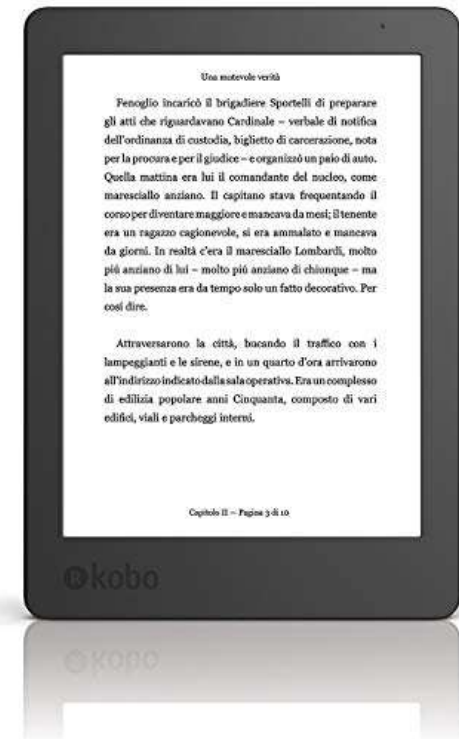 Una mutevole verità
Fenoglio incaricò il brigadiere Sportelli di preparare
gli atti che riguardavano Cardinale – verbale di notifica
dell'ordinanza di custodia, biglietto di carcerazione, nota
per la procura e per il giudice – e organizzò un paio di auto.
Quella mattina era lui il comandante del nucleo, come
maresciallo anziano. Il capitano stava frequentando il
corso per diventare maggiore e mancava da mesi; il tenente
era un ragazzo cagionevole, si era ammalato e mancava
da giorni. In realtà c'era il maresciallo Lombardi, molto
più anziano di lui – molto più anziano di chiunque – ma
la sua presenza era da tempo solo un fatto decorativo. Per
così dire.
Attraversarono la città, bucando il traffico con i
lampeggianti e le sirene, e in un quarto d'ora arrivarono
all'indirizzo indicato dalla sala operativa. Era un complesso
di edilizia popolare anni Cinquanta, composto di vari
edifici, viali e parcheggi interni.
Capitolo II – Pagina 3 di 10
R kobo